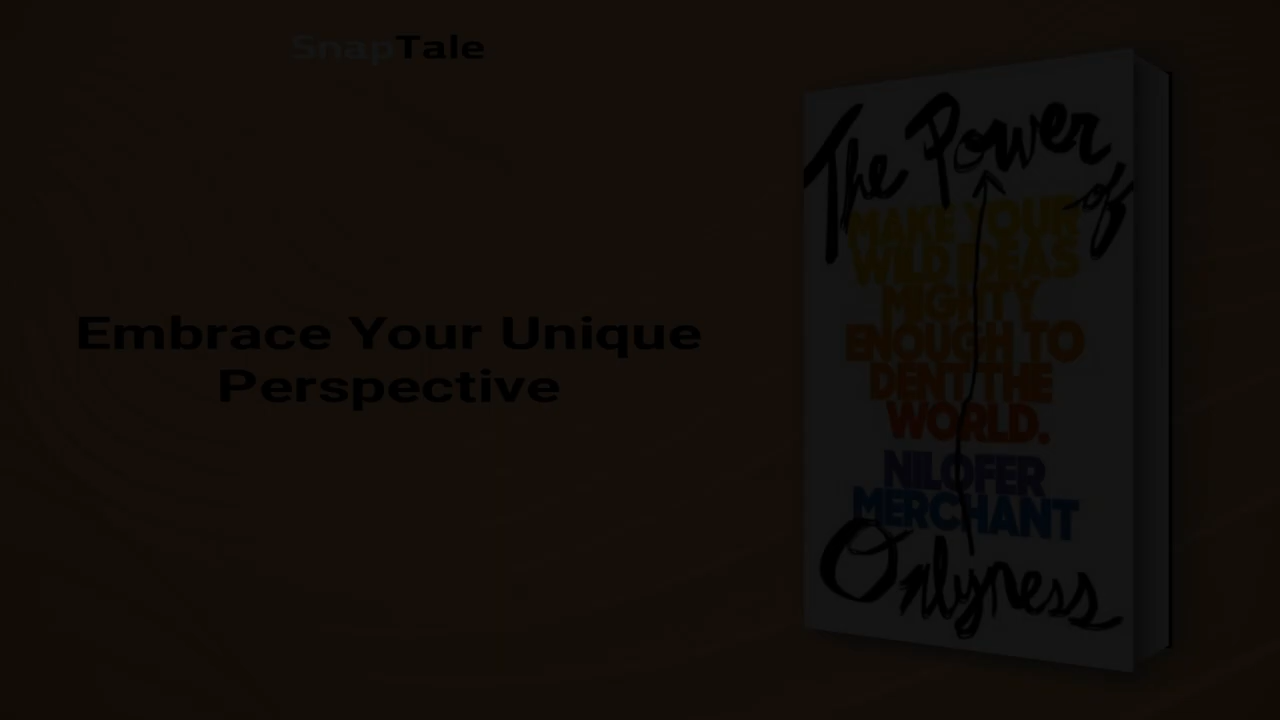 SnapTale
Embrace Your Unique
Perspective
The Power
of
MAKE YOUR
WILD IDEAS
MIGHTY
ENOUGH TO
DENT THE
WORLD.
NILOFER
MERCHANT
Onlyness